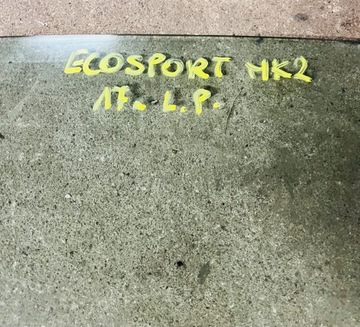 ECOSPORT MK2
17- L.P.